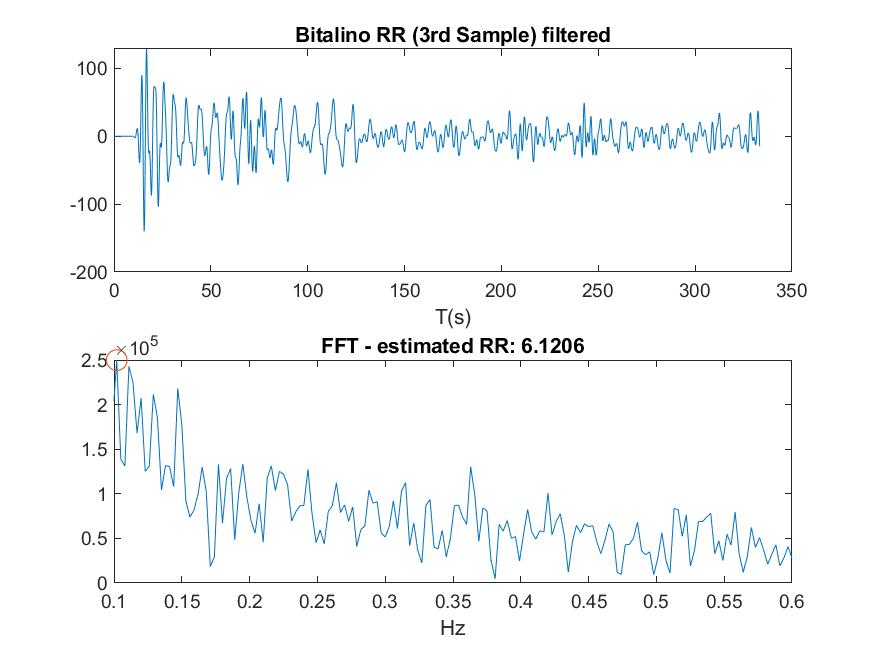 Bitalino RR (3rd Sample) filtered
100
0
-100
-200
0 50 100 150 200 250 300 350
T(s)
× 10^5
FFT - estimated RR: 6.1206
2.5
2
1.5
1
0.5
0
0.1 0.15 0.2 0.25 0.3 0.35 0.4 0.45 0.5 0.55 0.6
Hz